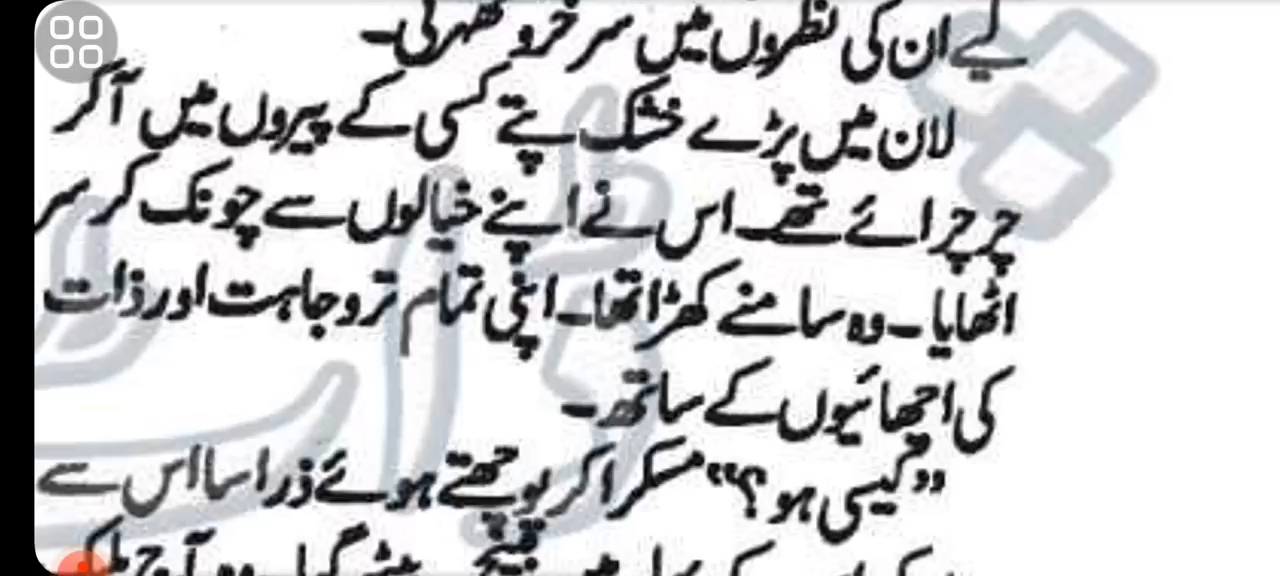 لیے ان کی نظروں میں سرخرو ٹھہرتی۔
لان میں پڑے خشک پتے کسی کے پیروں میں آکر
چرچرائے تھے۔ اس نے اپنے خیالوں سے چونک کر سر
اٹھایا۔ وہ سامنے کھڑا تھا۔ اپنی تمام تر وجاہت اور ذات
کی اچھائیوں کے ساتھ۔
”کیسی ہو؟“ مسکرا کر پوچھتے ہوئے ذرا سا اس سے